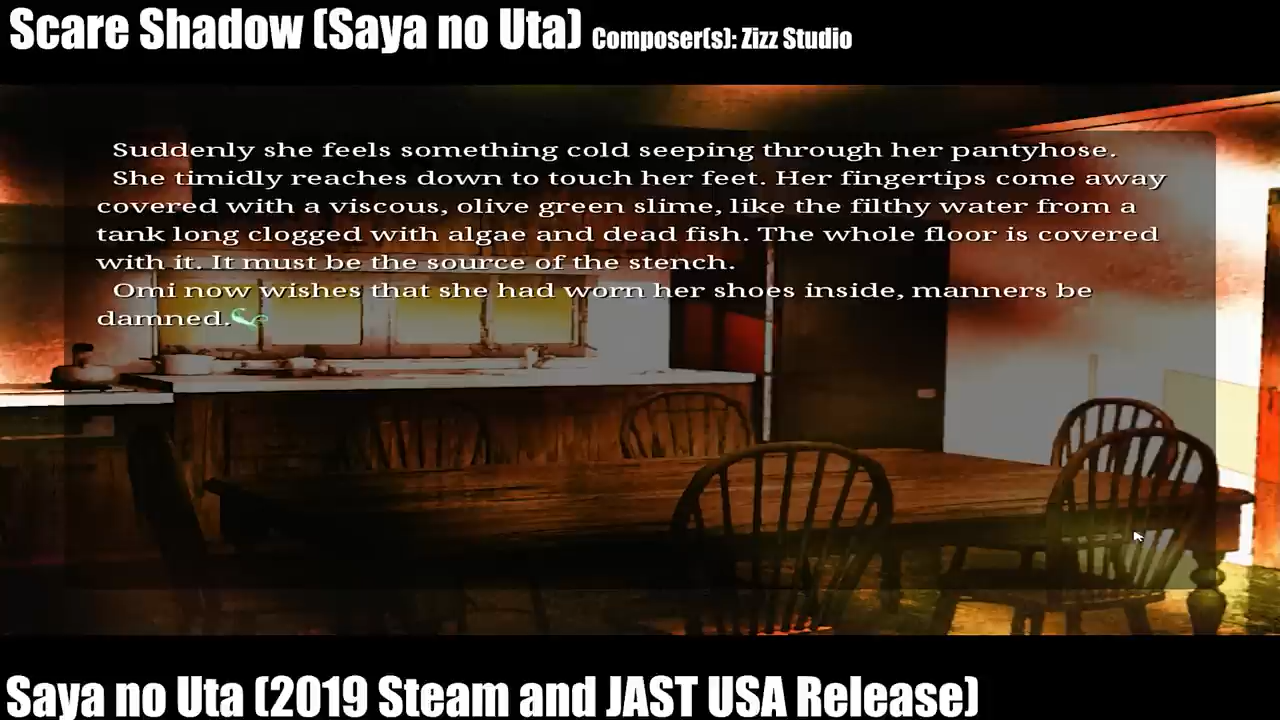 Scare Shadow (Saya no Uta) Composer(s): Zizz Studio
Suddenly she feels something cold seeping through her pantyhose.
She timidly reaches down to touch her feet. Her fingertips come away
covered with a viscous, olive green slime, like the filthy water from a
tank long clogged with algae and dead fish. The whole floor is covered
with it. It must be the source of the stench.
Omi now wishes that she had worn her shoes inside, manners be
damned.
Saya no Uta (2019 Steam and JAST USA Release)